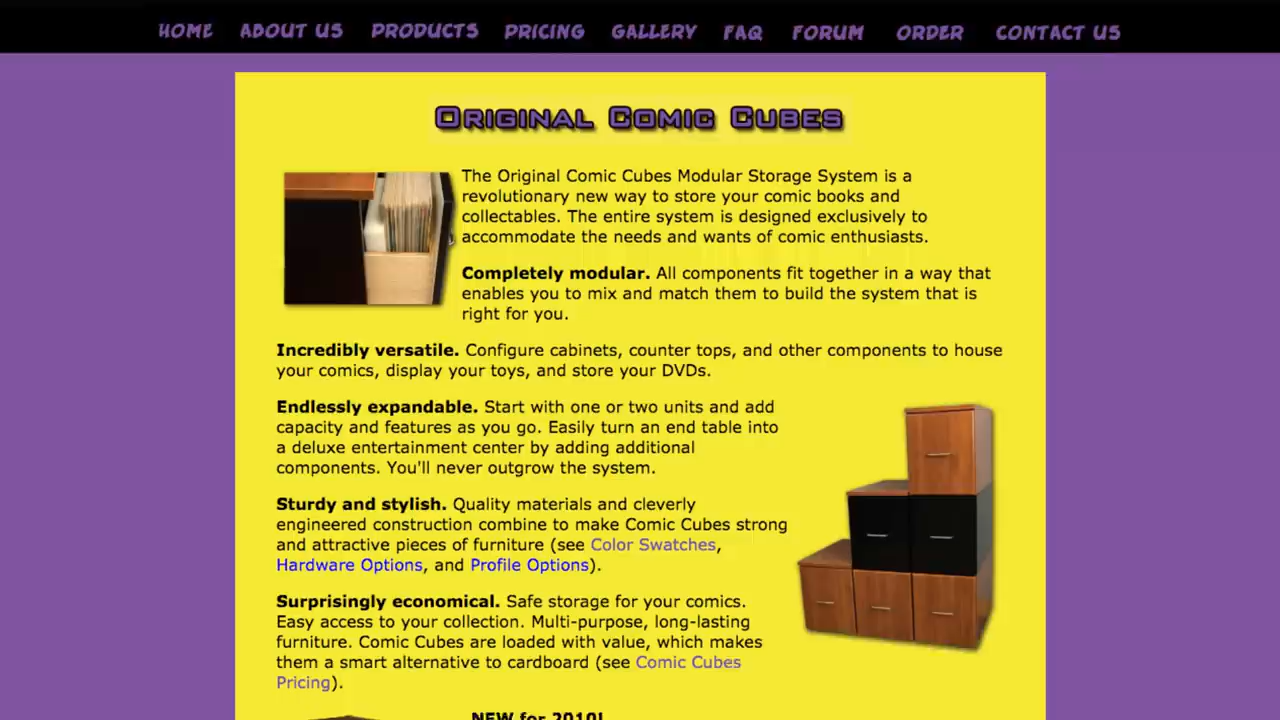 HOME ABOUT US PRODUCTS PRICING GALLERY FAQ FORUM ORDER CONTACT US
ORIGINAL COMIC CUBES
The Original Comic Cubes Modular Storage System is a
revolutionary new way to store your comic books and
collectables. The entire system is designed exclusively to
accommodate the needs and wants of comic enthusiasts.
Completely modular. All components fit together in a way that
enables you to mix and match them to build the system that is
right for you.
Incredibly versatile. Configure cabinets, counter tops, and other components to house
your comics, display your toys, and store your DVDs.
Endlessly expandable. Start with one or two units and add
capacity and features as you go. Easily turn an end table into
a deluxe entertainment center by adding additional
components. You'll never outgrow the system.
Sturdy and stylish. Quality materials and cleverly
engineered construction combine to make Comic Cubes strong
and attractive pieces of furniture (see Color Swatches,
Hardware Options, and Profile Options).
Surprisingly economical. Safe storage for your comics.
Easy access to your collection. Multi-purpose, long-lasting
furniture. Comic Cubes are loaded with value, which makes
them a smart alternative to cardboard (see Comic Cubes
Pricing).
NEW for 2010!